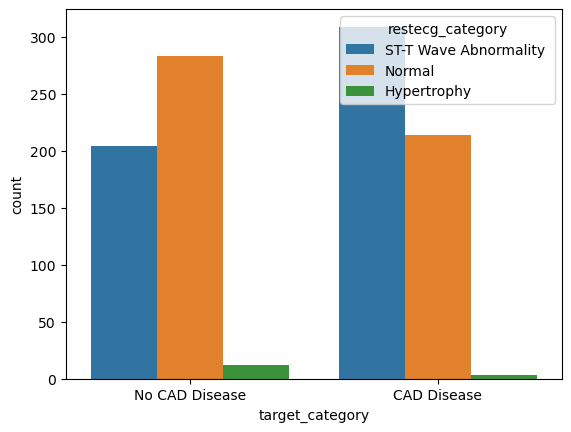 restecg_category
ST-T Wave Abnormality
Normal
Hypertrophy
300
250
200
150
100
50
0
count
No CAD Disease
CAD Disease
target_category